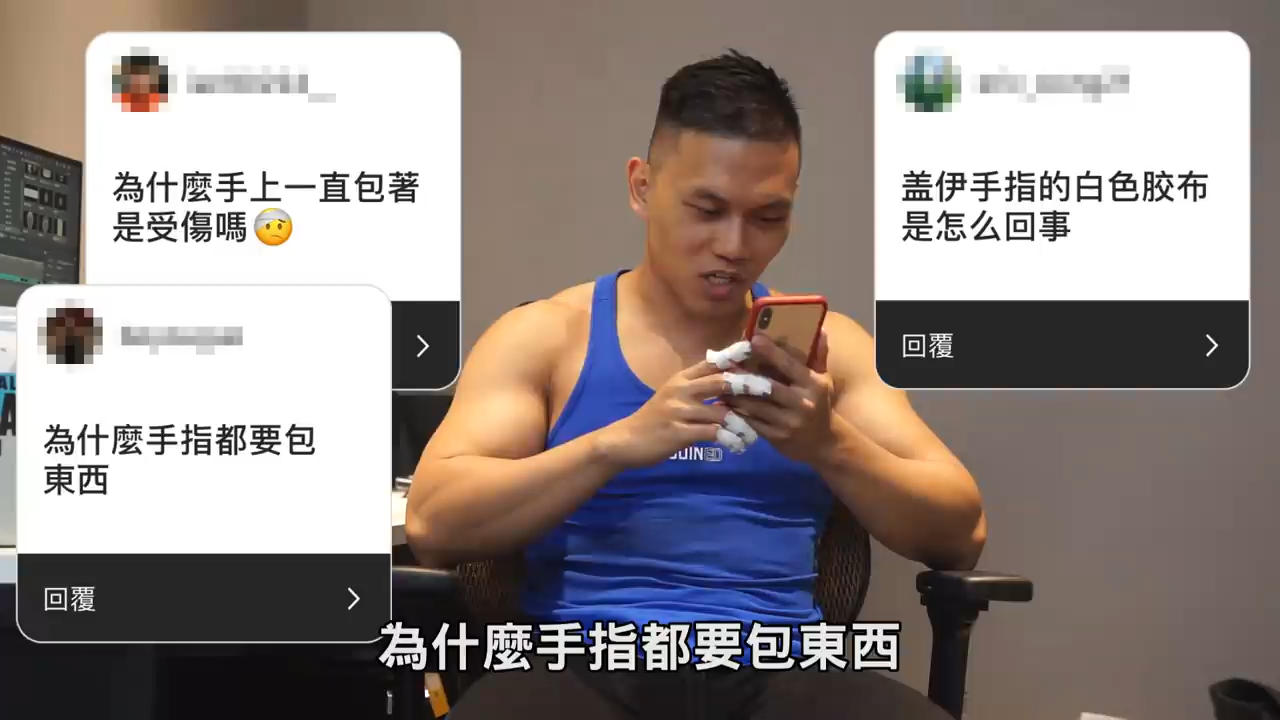 為什麼手上一直包著
是受傷嗎🤕
盖伊手指的白色胶布
是怎么回事
回覆
為什麼手指都要包
東西
回覆
為什麼手指都要包東西